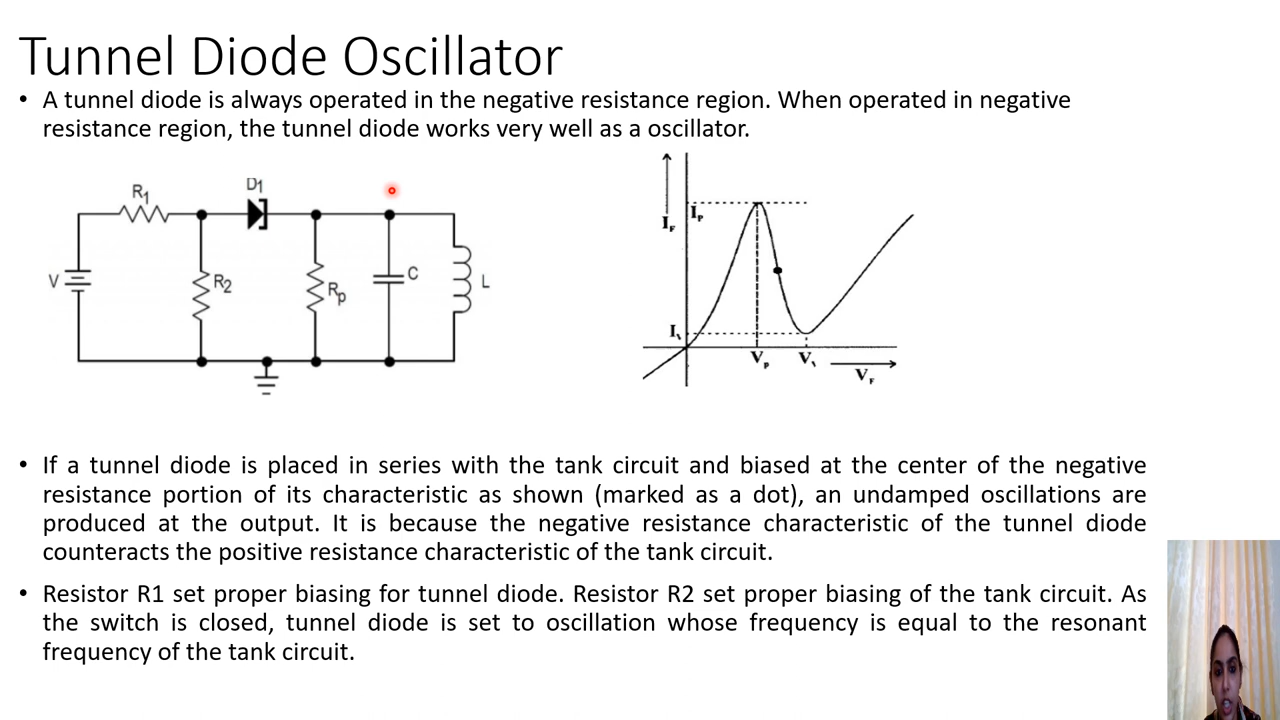 Tunnel Diode Oscillator
• A tunnel diode is always operated in the negative resistance region. When operated in negative
resistance region, the tunnel diode works very well as a oscillator.
R1
D1
V
R2
Rp
C
L
IF
IP
Iv
Vp
Vv
VF
• If a tunnel diode is placed in series with the tank circuit and biased at the center of the negative
resistance portion of its characteristic as shown (marked as a dot), an undamped oscillations are
produced at the output. It is because the negative resistance characteristic of the tunnel diode
counteracts the positive resistance characteristic of the tank circuit.
• Resistor R1 set proper biasing for tunnel diode. Resistor R2 set proper biasing of the tank circuit. As
the switch is closed, tunnel diode is set to oscillation whose frequency is equal to the resonant
frequency of the tank circuit.